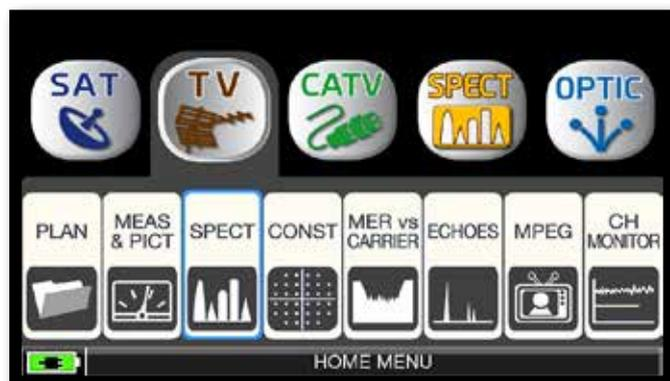 SAT TV CATV SPECT OPTIC
PLAN MEAS & PICT SPECT CONST MER vs CARRIER ECHOES MPEG CH MONITOR
HOME MENU